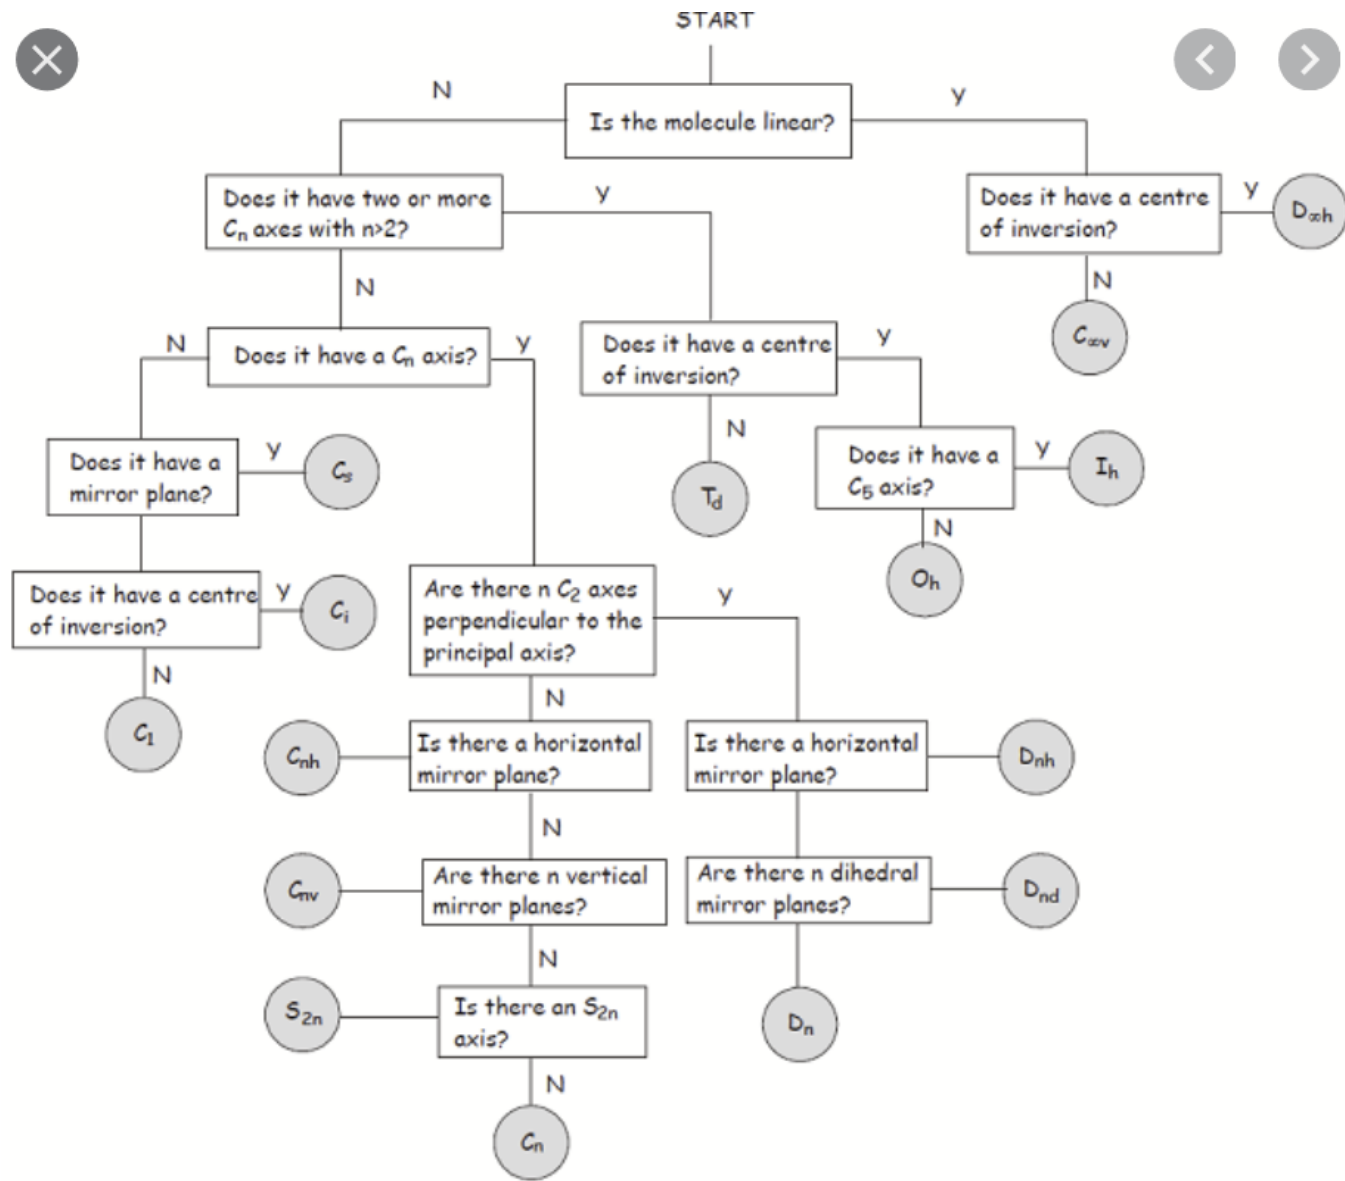 START
N
Y
Is the molecule linear?
Does it have two or more
Cn axes with n>2?
Y
Does it have a centre
of inversion?
Y
D∞h
N
N
C∞v
N
Does it have a Cn axis?
Y
Does it have a centre
of inversion?
Y
N
Does it have a
mirror plane?
Y
Cs
Td
Does it have a
C5 axis?
Y
Ih
N
Oh
Does it have a centre
of inversion?
Y
Ci
N
C1
Are there n C2 axes
perpendicular to the
principal axis?
Y
N
Cnh
Is there a horizontal
mirror plane?
Is there a horizontal
mirror plane?
Dnh
N
Cnv
Are there n vertical
mirror planes?
Are there n dihedral
mirror planes?
Dnd
N
S2n
Is there an S2n
axis?
Dn
N
Cn